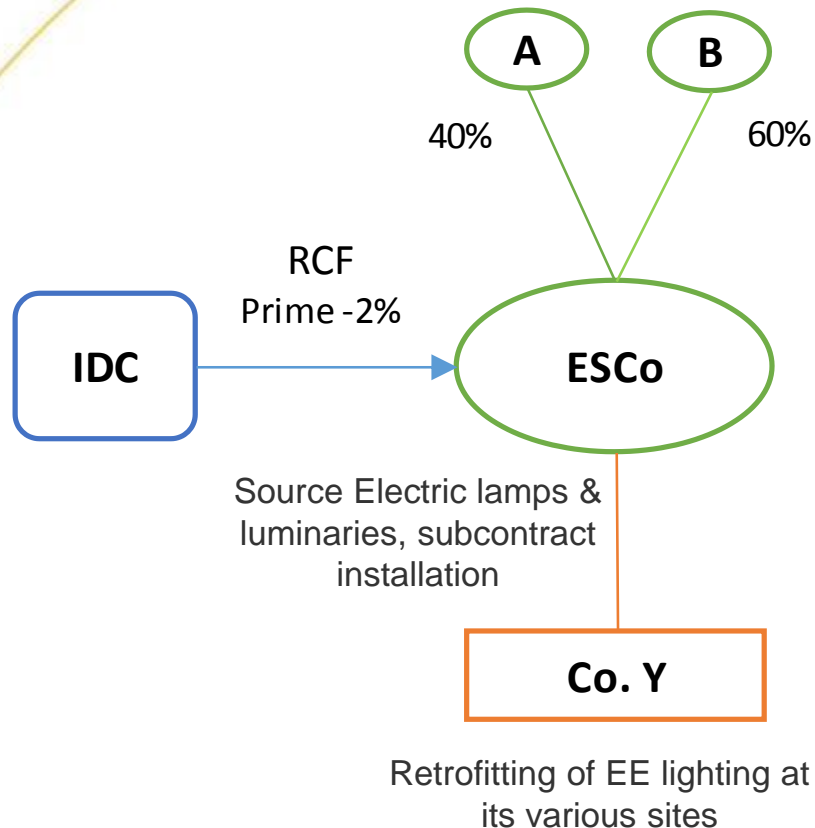 A
B
40%
60%
RCF
Prime -2%
IDC
ESCo
Source Electric lamps &
luminaries, subcontract
installation
Co. Y
Retrofitting of EE lighting at
its various sites